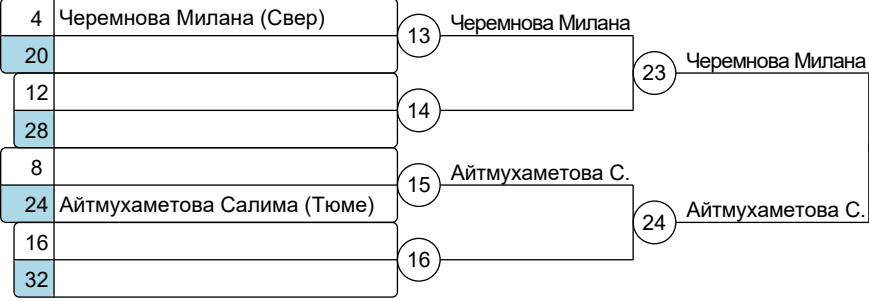 4 Черемнова Милана (Свер)
13 Черемнова Милана
20
23 Черемнова Милана
12
14
28
8
15 Айтмухаметова С.
24 Айтмухаметова Салима (Тюме)
24 Айтмухаметова С.
16
16
32